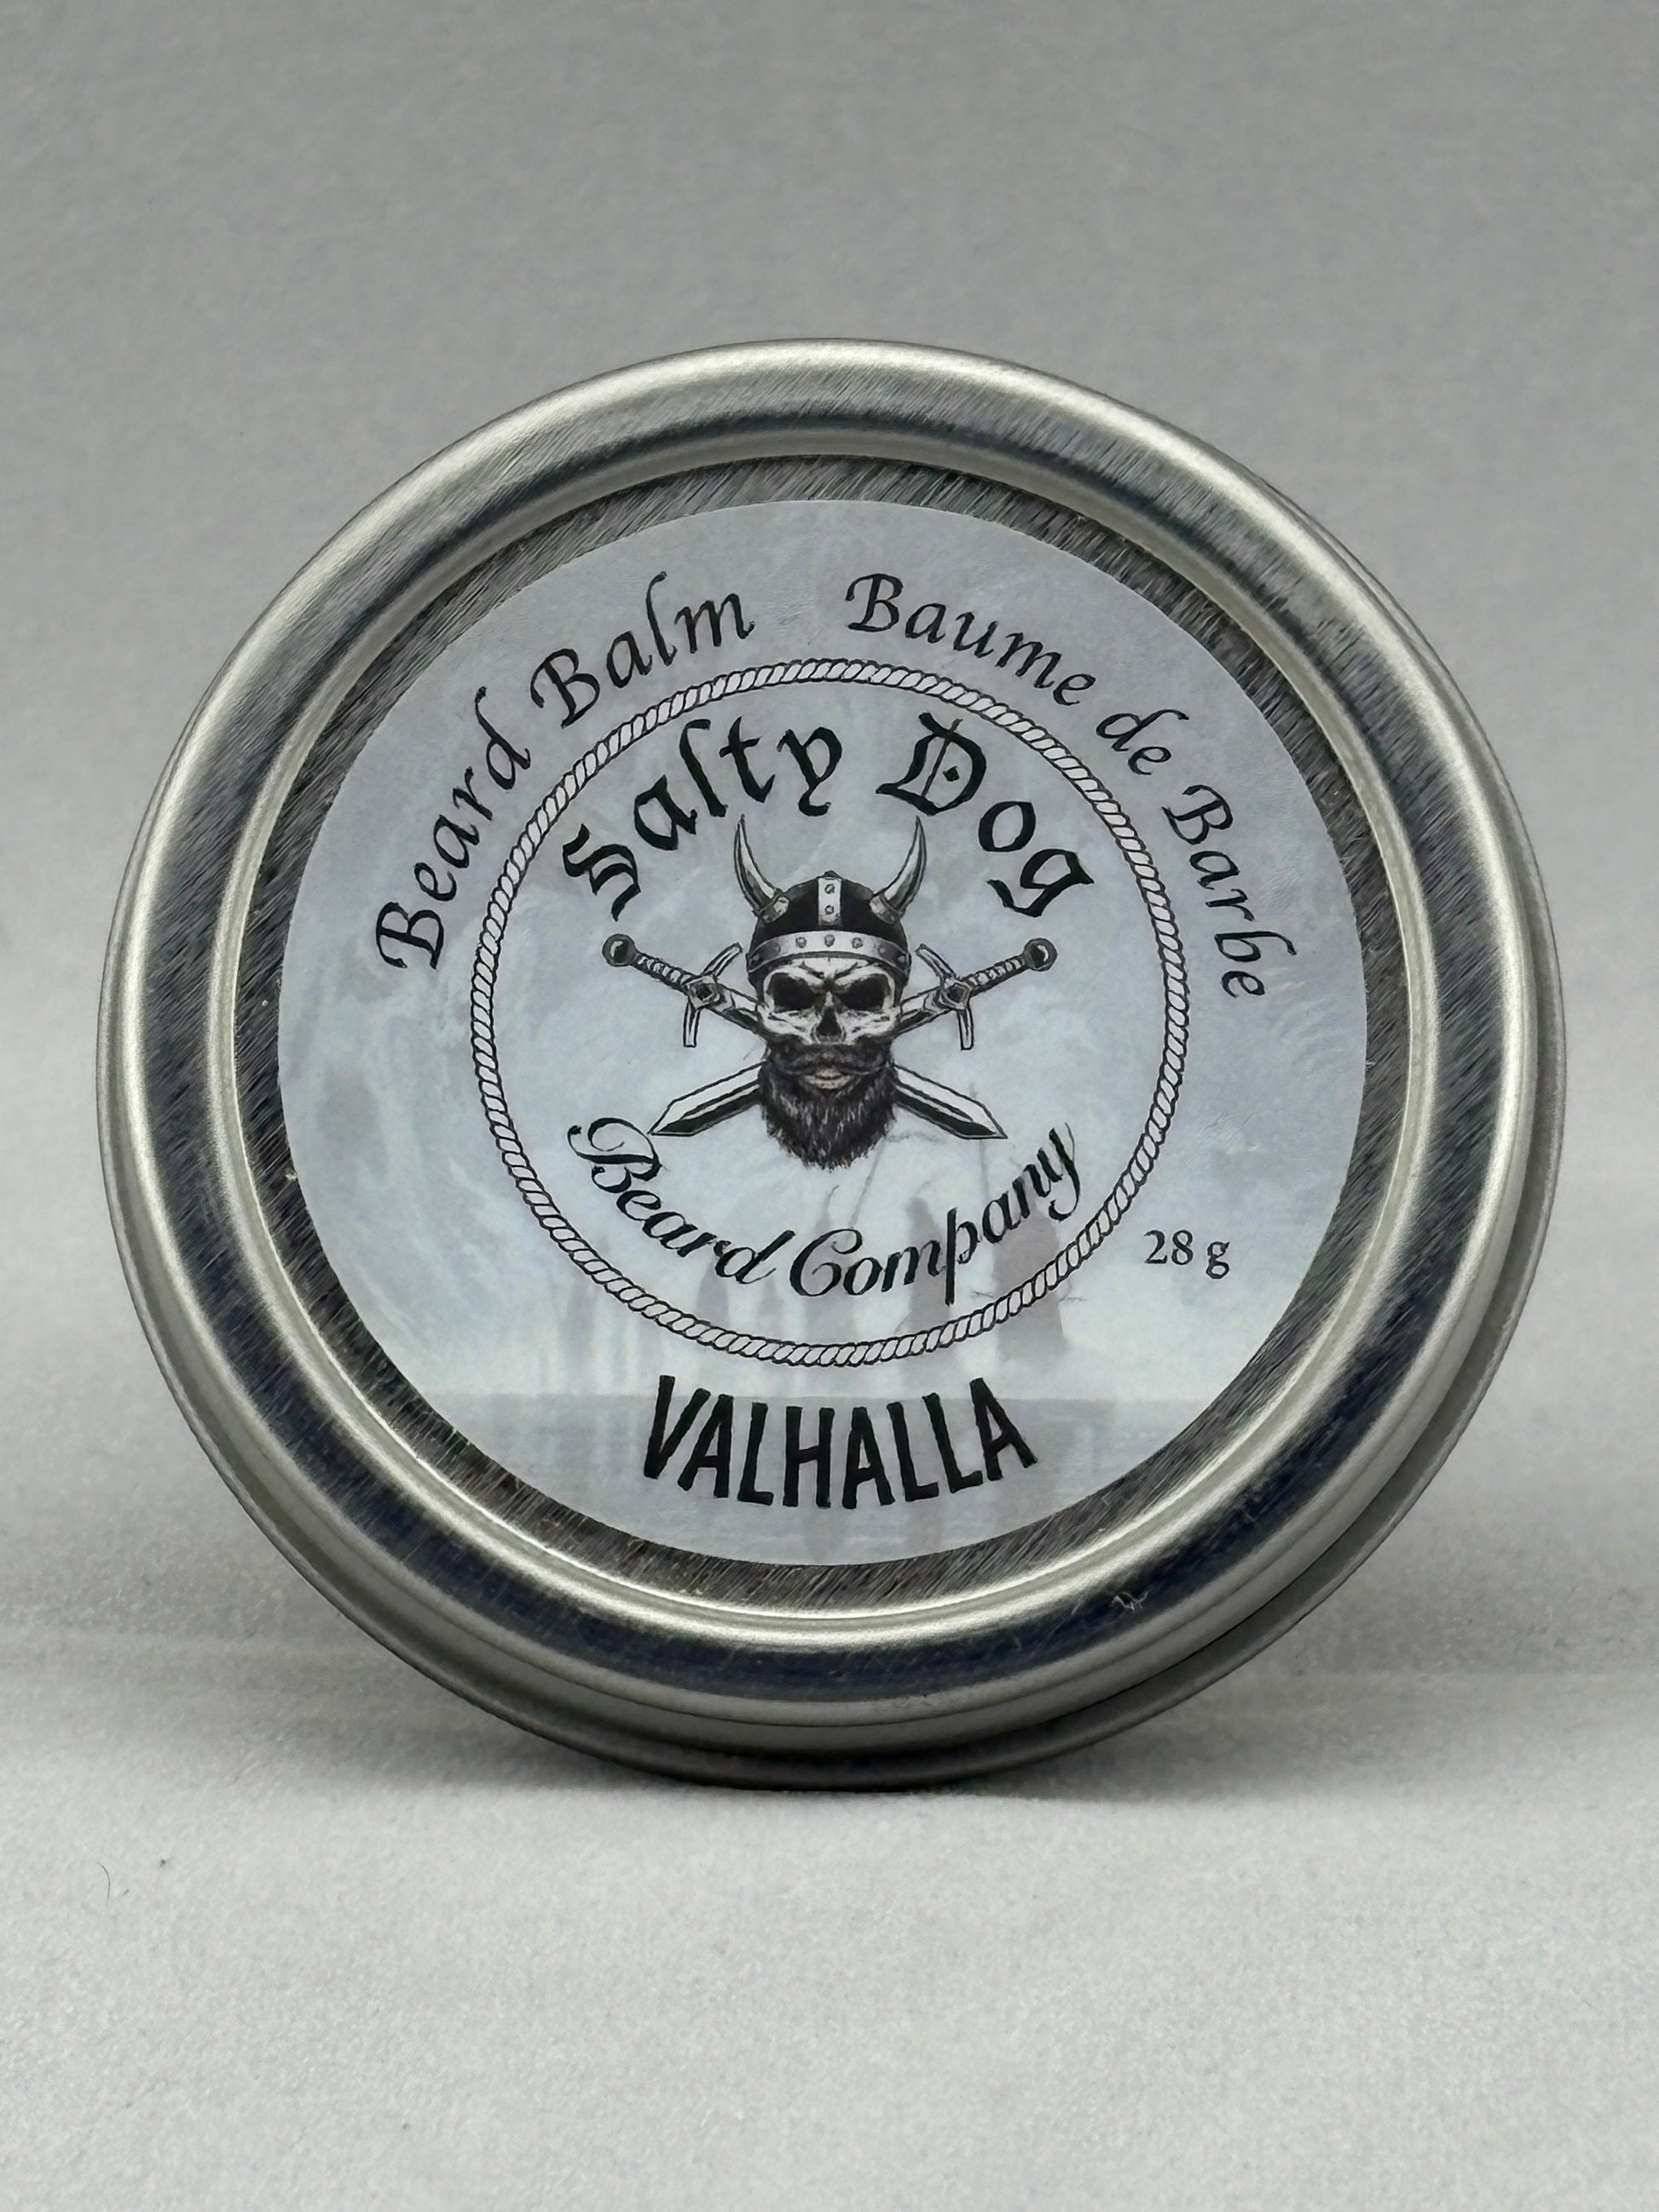 Beard Balm Baume de Barbe
Salty Dog
Beard Company
28 g
VALHALLA